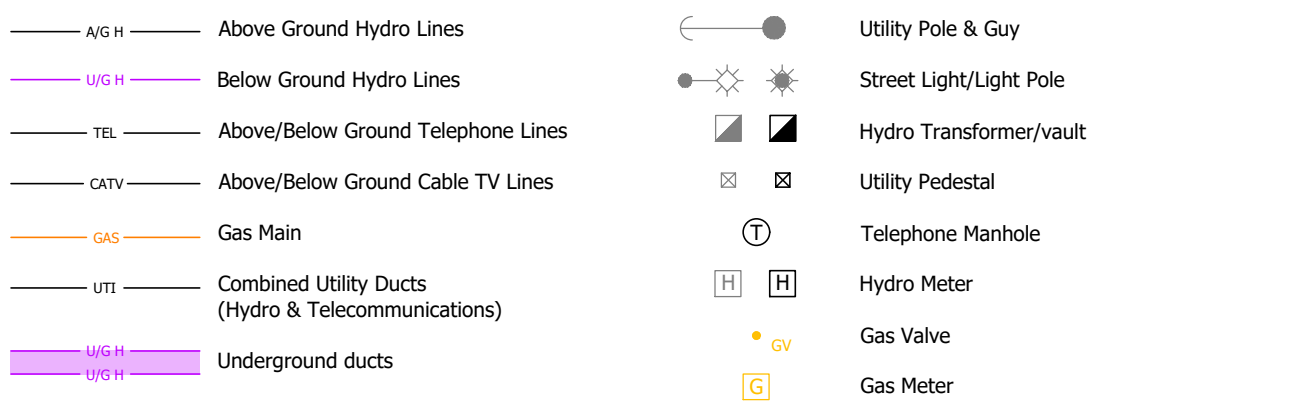 A/G H Above Ground Hydro Lines
U/G H Below Ground Hydro Lines
TEL Above/Below Ground Telephone Lines
CATV Above/Below Ground Cable TV Lines
GAS Gas Main
UTI Combined Utility Ducts
(Hydro & Telecommunications)
U/G H
U/G H
Underground ducts
Utility Pole & Guy
Street Light/Light Pole
Hydro Transformer/vault
Utility Pedestal
T Telephone Manhole
H H Hydro Meter
GV Gas Valve
G Gas Meter